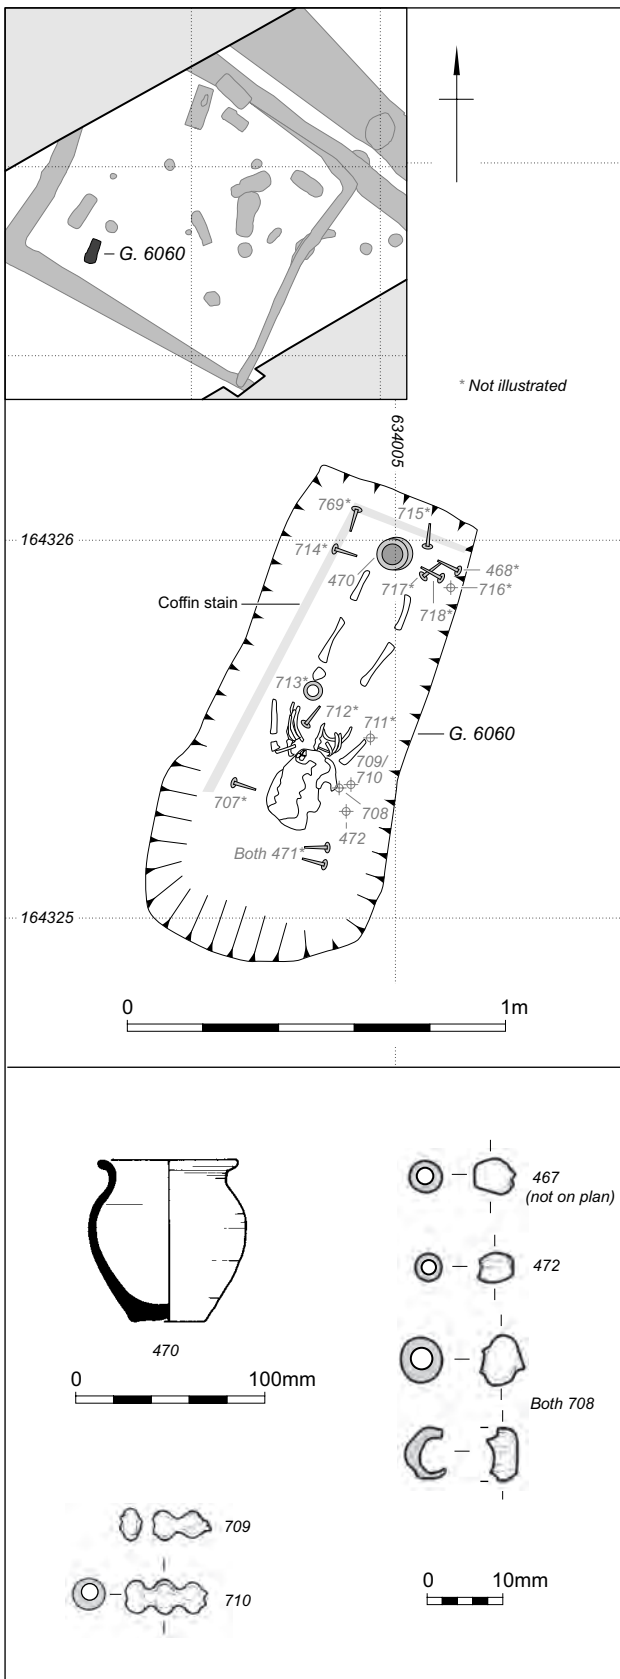 G. 6060
* Not illustrated
634005
769*
715*
164326
714*
470
468*
717*
716*
718*
Coffin stain
713*
712*
711*
G. 6060
709/
710
707*
708
472
Both 471*
164325
0 1m
467
(not on plan)
472
470
0 100mm
Both 708
709
710
0 10mm